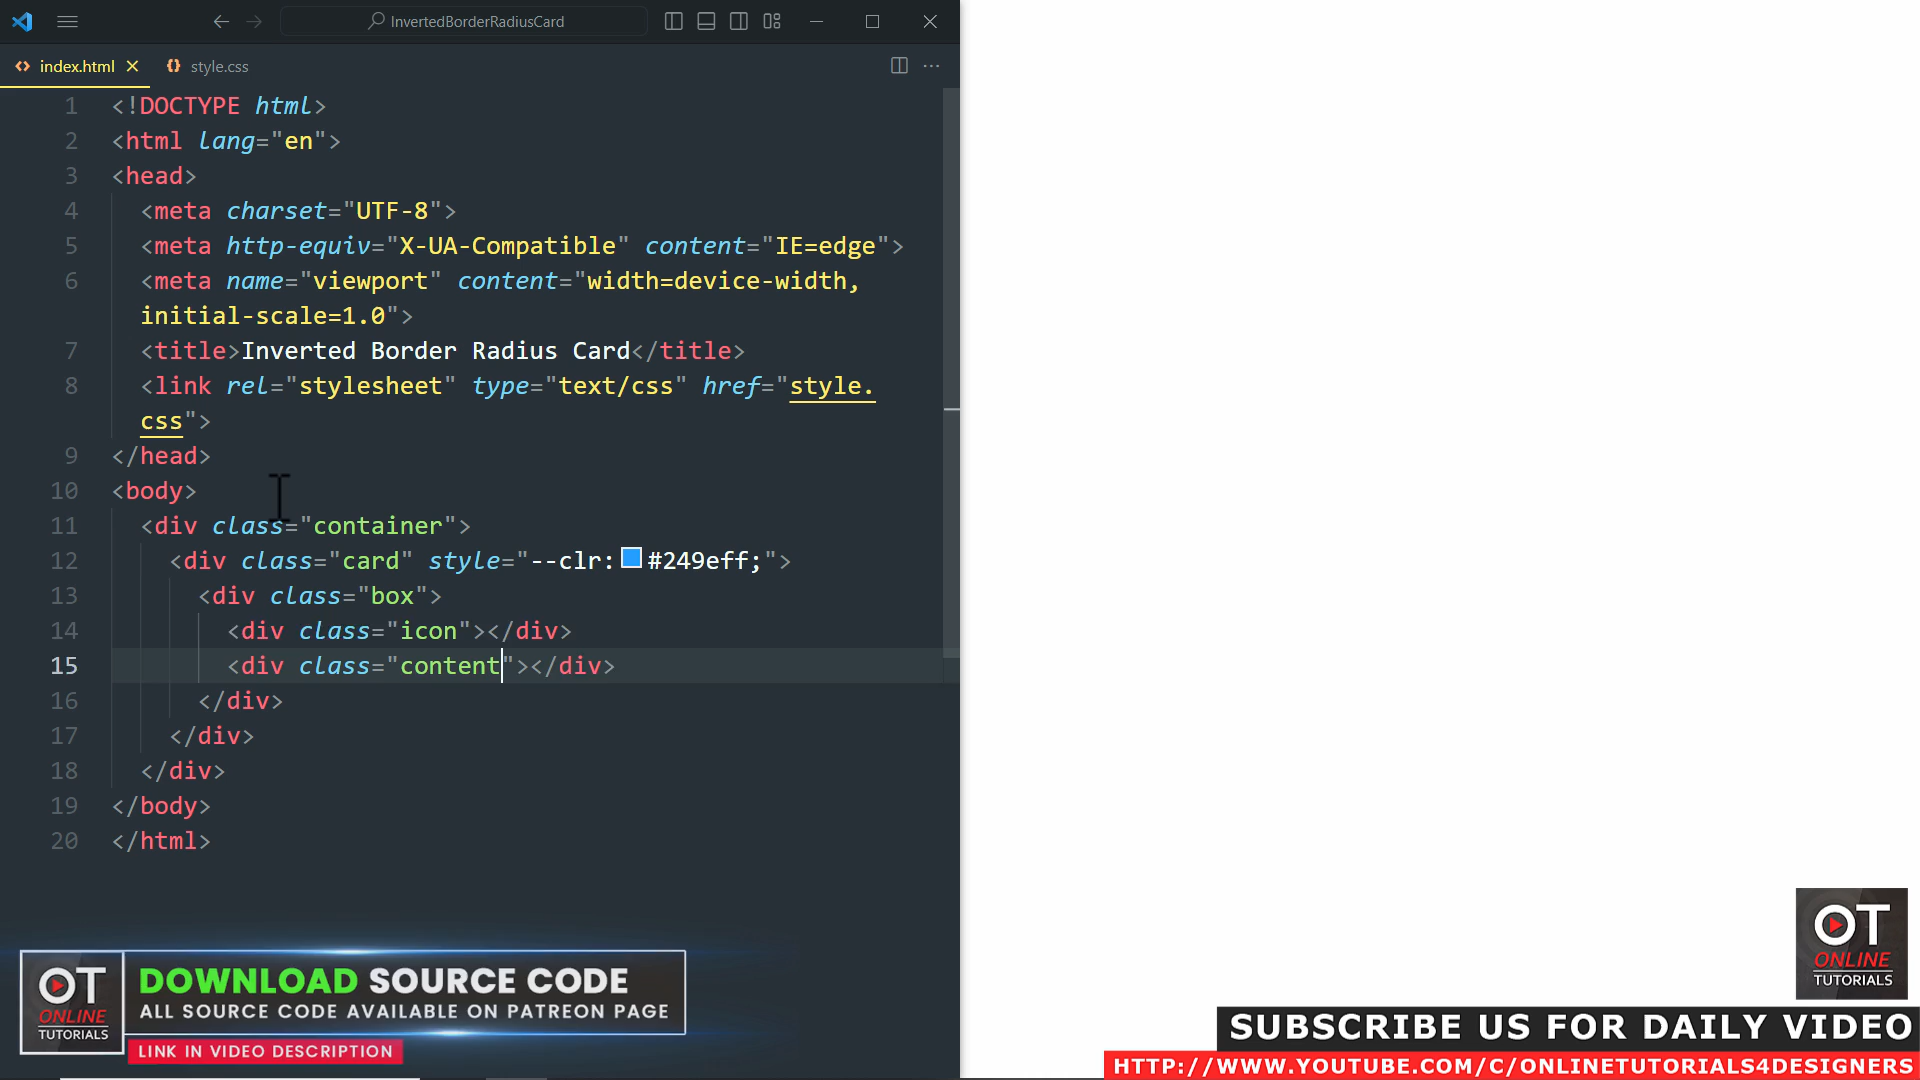 InvertedBorderRadiusCard
index.html
style.css
1 <!DOCTYPE html>
2 <html lang="en">
3 <head>
4 <meta charset="UTF-8">
5 <meta http-equiv="X-UA-Compatible" content="IE=edge">
6 <meta name="viewport" content="width=device-width,
initial-scale=1.0">
7 <title>Inverted Border Radius Card</title>
8 <link rel="stylesheet" type="text/css" href="style.
css">
9 </head>
10 <body>
11 <div class="container">
12 <div class="card" style="--clr:#249eff;">
13 <div class="box">
14 <div class="icon"></div>
15 <div class="content"></div>
16 </div>
17 </div>
18 </div>
19 </body>
20 </html>
OT
ONLINE
TUTORIALS
DOWNLOAD SOURCE CODE
ALL SOURCE CODE AVAILABLE ON PATREON PAGE
LINK IN VIDEO DESCRIPTION
OT
ONLINE
TUTORIALS
SUBSCRIBE US FOR DAILY VIDEO
HTTP://WWW.YOUTUBE.COM/C/ONLINETUTORIALS4DESIGNERS